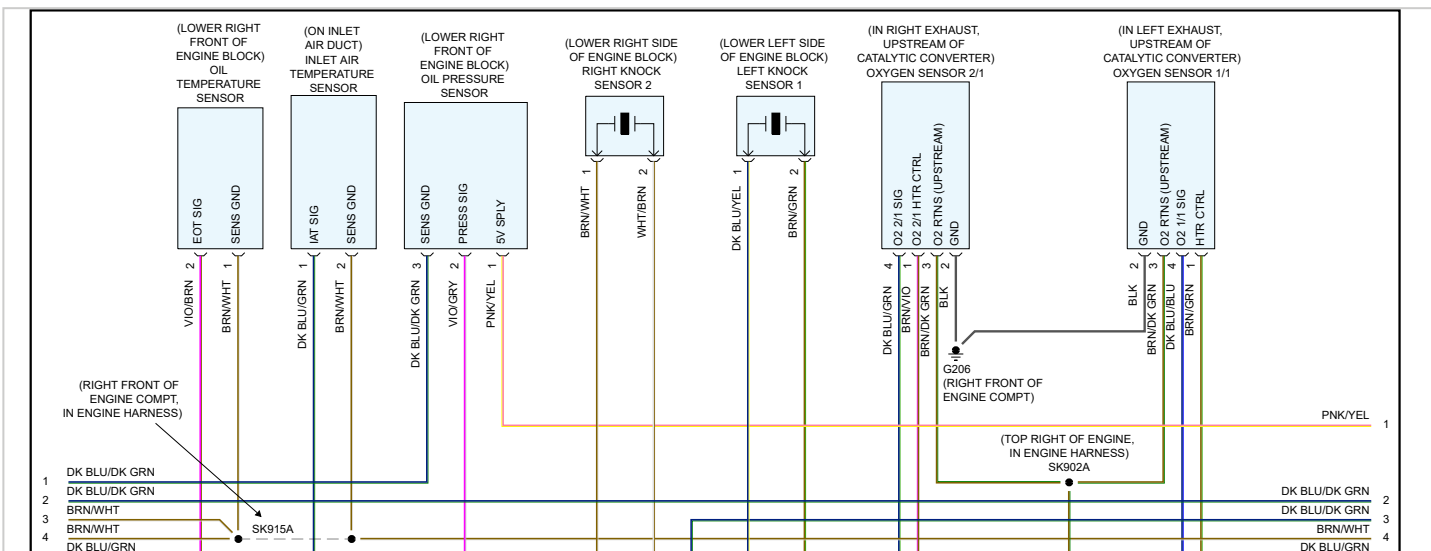 (LOWER RIGHT
FRONT OF
ENGINE BLOCK)
OIL
TEMPERATURE
SENSOR
(ON INLET
AIR DUCT)
INLET AIR
TEMPERATURE
SENSOR
(LOWER RIGHT
FRONT OF
ENGINE BLOCK)
OIL PRESSURE
SENSOR
(LOWER RIGHT SIDE
OF ENGINE BLOCK)
RIGHT KNOCK
SENSOR 2
(LOWER LEFT SIDE
OF ENGINE BLOCK)
LEFT KNOCK
SENSOR 1
(IN RIGHT EXHAUST,
UPSTREAM OF
CATALYTIC CONVERTER)
OXYGEN SENSOR 2/1
(IN LEFT EXHAUST,
UPSTREAM OF
CATALYTIC CONVERTER)
OXYGEN SENSOR 1/1
EOT SIG
SENS GND
IAT SIG
SENS GND
SENS GND
PRESS SIG
5V SPLY
O2 2/1 SIG
O2 2/1 HTR CTRL
O2 RTNS (UPSTREAM)
GND
GND
O2 RTNS (UPSTREAM)
O2 1/1 SIG
HTR CTRL
2
1
1
2
3
2
1
1
2
1
2
4
1
3
2
2
3
4
1
VIO/BRN
BRN/WHT
DK BLU/GRN
BRN/WHT
DK BLU/DK GRN
VIO/GRY
PNK/YEL
BRN/WHT
WHT/BRN
DK BLU/YEL
BRN/GRN
DK BLU/GRN
BRN/VIO
BRN/DK GRN
BLK
BLK
BRN/DK GRN
DK BLU/BLU
BRN/GRN
G206
(RIGHT FRONT OF
ENGINE COMPT)
(RIGHT FRONT OF
ENGINE COMPT,
IN ENGINE HARNESS)
PNK/YEL 1
(TOP RIGHT OF ENGINE,
IN ENGINE HARNESS)
SK902A
1 DK BLU/DK GRN
2 DK BLU/DK GRN
3 BRN/WHT
4 BRN/WHT
DK BLU/GRN
SK915A
DK BLU/DK GRN 2
DK BLU/DK GRN 3
BRN/WHT 4
DK BLU/GRN